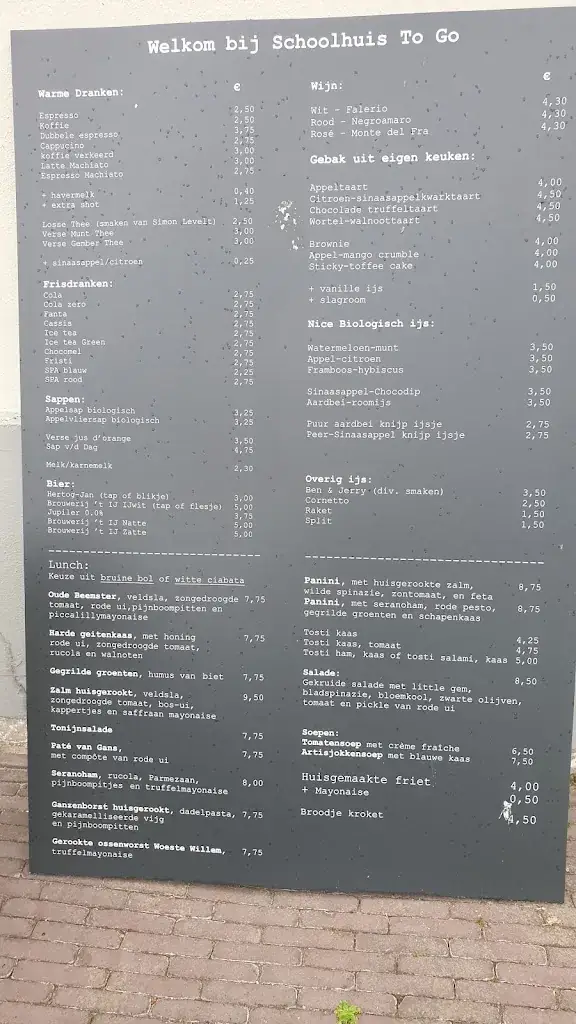 Welkom bij Schoolhuis To Go
Warme Dranken: €
Espresso 2,50
Koffie 2,50
Dubbele espresso 3,75
Cappucino 2,75
koffie verkeerd 3,00
Latte Machiato 3,00
Espresso Machiato 2,75
+ havermelk 0,40
+ extra shot 1,25
Losse Thee (smaken van Simon Levelt) 2,50
Verse Munt Thee 3,00
Verse Gember Thee 3,00
+ sinaasappel/citroen 0,25
Frisdranken:
Cola 2,75
Cola zero 2,75
Fanta 2,75
Cassis 2,75
Ice tea 2,75
Ice tea Green 2,75
Chocomel 2,75
Fristi 2,75
SPA blauw 2,25
SPA rood 2,75
Sappen:
Appelsap biologisch 3,25
Appelvliersap biologisch 3,25
Verse jus d'orange 3,50
Sap v/d Dag 4,75
Melk/karnemelk 2,30
Bier:
Hertog-Jan (tap of blikje) 3,00
Brouwerij 't IJ IJwit (tap of flesje) 5,00
Jupiler 0.0% 3,75
Brouwerij 't IJ Natte 5,00
Brouwerij 't IJ Zatte 5,00
Lunch:
Keuze uit bruine bol of witte ciabata
Oude Beemster, veldsla, zongedroogde 7,75
tomaat, rode ui,pijnboompitten en
piccalillymayonaise
Harde geitenkaas, met honing 7,75
rode ui, zongedroogde tomaat,
rucola en walnoten
Gegrilde groenten, humus van biet 7,75
Zalm huisgerookt, veldsla, 9,50
zongedroogde tomaat, bos-ui,
kappertjes en saffraan mayonaise
Tonijnsalade 7,75
Paté van Gans, 7,75
met compôte van rode ui
Seranoham, rucola, Parmezaan, 8,00
pijnboompitjes en truffelmayonaise
Ganzenborst huisgerookt, dadelpasta, 7,75
gekaramelliseerde vijg
en pijnboompitten
Gerookte ossenworst Woeste Willem, 7,75
truffelmayonaise
Wijn: €
Wit - Falerio 4,30
Rood - Negroamaro 4,30
Rosé - Monte del Fra 4,30
Gebak uit eigen keuken:
Appeltaart 4,00
Citroen-sinaasappelkwarktaart 4,50
Chocolade truffeltaart 4,50
Wortel-walnoottaart 4,50
Brownie 4,00
Appel-mango crumble 4,00
Sticky-toffee cake 4,00
+ vanille ijs 1,50
+ slagroom 0,50
Nice Biologisch ijs:
Watermeloen-munt 3,50
Appel-citroen 3,50
Framboos-hybiscus 3,50
Sinaasappel-Chocodip 3,50
Aardbei-roomijs 3,50
Puur aardbei knijp ijsje 2,75
Peer-Sinaasappel knijp ijsje 2,75
Overig ijs:
Ben & Jerry (div. smaken) 3,50
Cornetto 2,50
Raket 1,50
Split 1,50
Panini, met huisgerookte zalm, 8,75
wilde spinazie, zontomaat, en feta
Panini, met seranoham, rode pesto, 8,75
gegrilde groenten en schapenkaas
Tosti kaas 4,25
Tosti kaas, tomaat 4,75
Tosti ham, kaas of tosti salami, kaas 5,00
Salade:
Gekruide salade met little gem, 8,50
bladspinazie, bloemkool, zwarte olijven,
tomaat en pickle van rode ui
Soepen:
Tomatensoep met crème fraîche 6,50
Artisjokkensoep met blauwe kaas 7,50
Huisgemaakte friet 4,00
+ Mayonaise 0,50
Broodje kroket 4,50